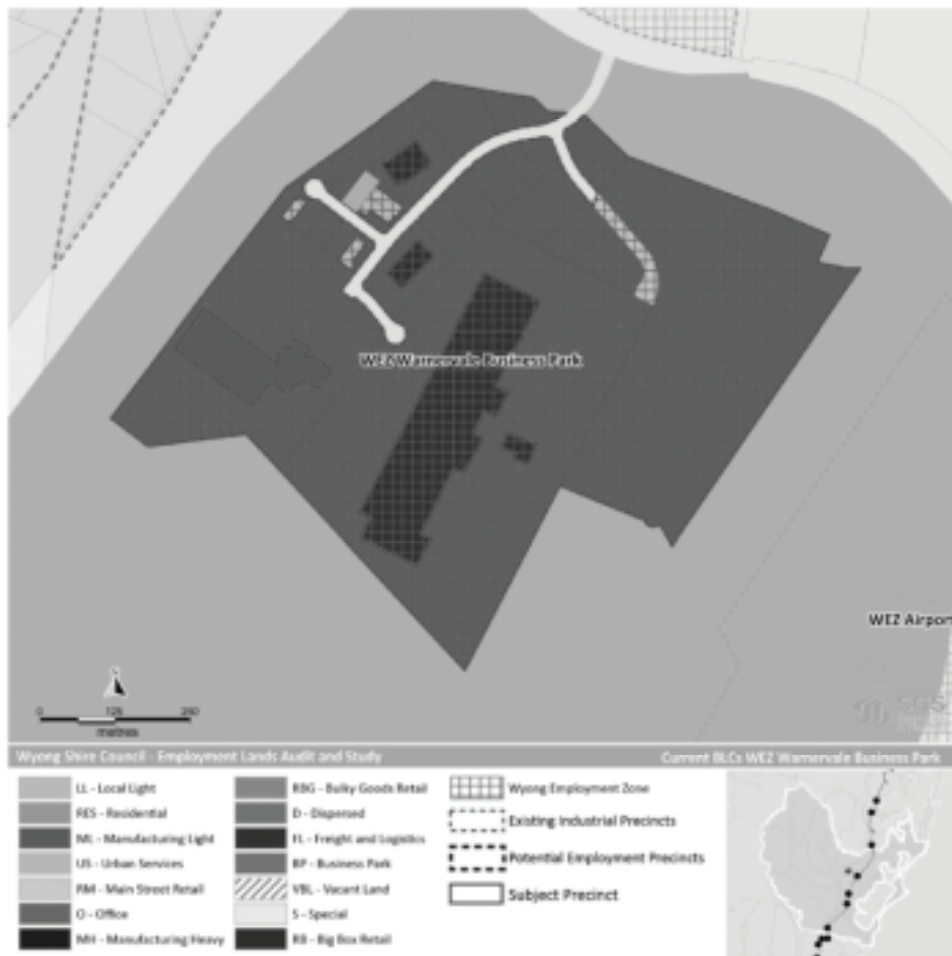 WEZ Warnervale Business Park
WEZ Airport
0 125 250
metres
SGS
Wyong Shire Council - Employment Lands Audit and Study
Current BLCs WEZ Warnervale Business Park
LL - Local Light
RES - Residential
ML - Manufacturing Light
US - Urban Services
RM - Main Street Retail
O - Office
MH - Manufacturing Heavy
RBG - Bulky Goods Retail
D - Dispersed
FL - Freight and Logistics
BP - Business Park
VBL - Vacant Land
S - Special
RB - Big Box Retail
Wyong Employment Zone
Existing Industrial Precincts
Potential Employment Precincts
Subject Precinct